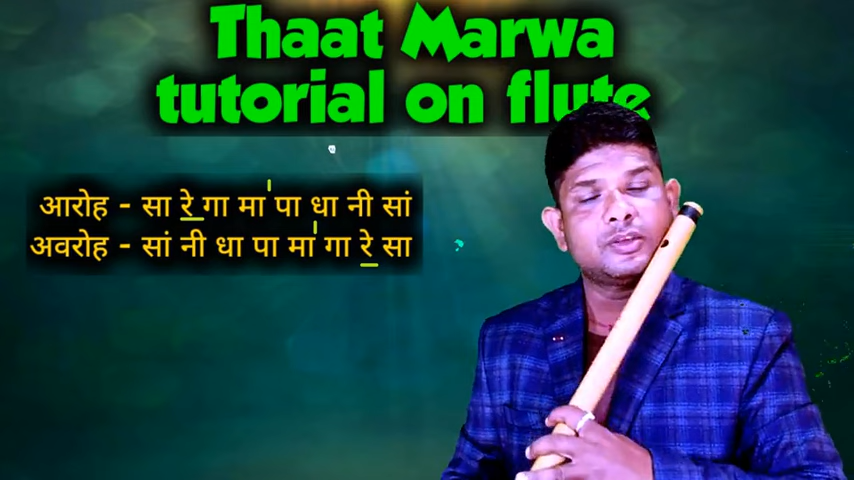 Thaat Marwa
tutorial on flute
आरोह - सा रे॒ गा मा॑ पा धा नी सां
अवरोह - सां नी धा पा मा॑ गा रे॒ सा